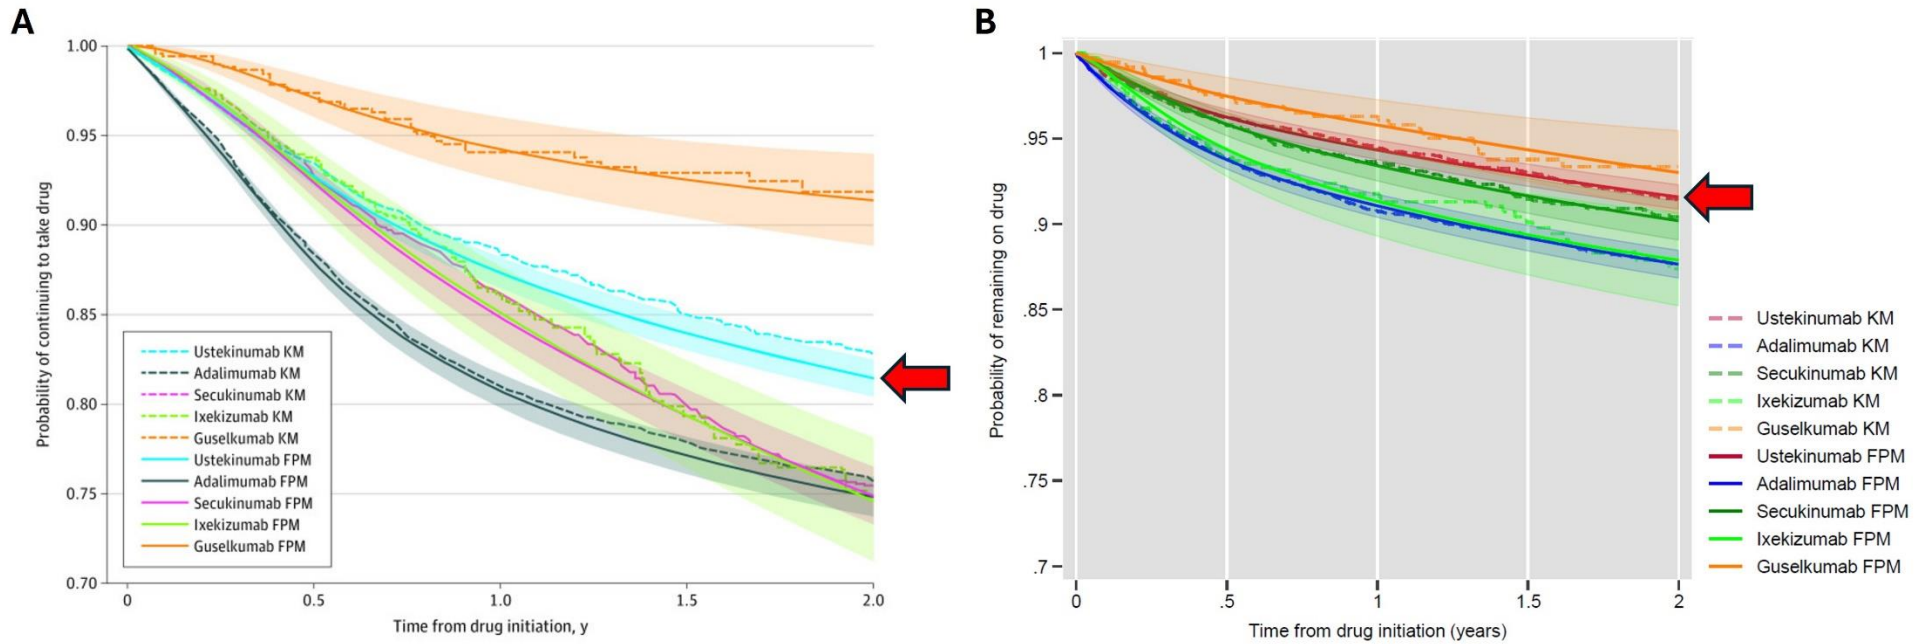 A
1.00
0.95
0.90
0.85
0.80
0.75
0.70
Probability of continuing to take drug
Ustekinumab KM
Adalimumab KM
Secukinumab KM
Ixekizumab KM
Guselkumab KM
Ustekinumab FPM
Adalimumab FPM
Secukinumab FPM
Ixekizumab FPM
Guselkumab FPM
0
0.5
1.0
1.5
2.0
Time from drug initiation, y
B
1
.95
.9
.85
.8
.75
.7
Probability of remaining on drug
0
.5
1
1.5
2
Time from drug initiation (years)
Ustekinumab KM
Adalimumab KM
Secukinumab KM
Ixekizumab KM
Guselkumab KM
Ustekinumab FPM
Adalimumab FPM
Secukinumab FPM
Ixekizumab FPM
Guselkumab FPM